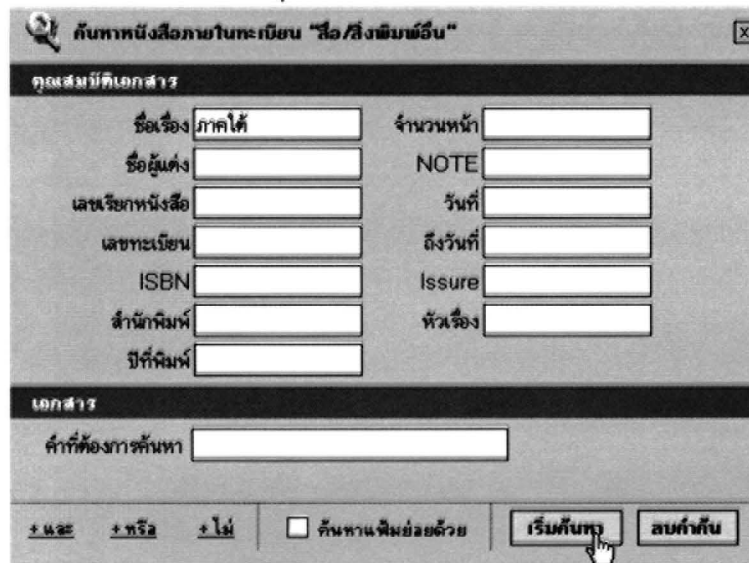 ค้นหาหนังสือภายในทะเบียน "สื่อ/สิ่งพิมพ์อื่น"
คุณสมบัติเอกสาร
ชื่อเรื่อง ภาคใต้ จำนวนหน้า
ชื่อผู้แต่ง NOTE
เลขเรียกหนังสือ วันที่
เลขทะเบียน ถึงวันที่
ISBN Issure
สำนักพิมพ์ หัวเรื่อง
ปีที่พิมพ์
เอกสาร
คำที่ต้องการค้นหา
+และ +หรือ +ไม่ ค้นหาแฟ้มย่อยด้วย เริ่มค้นหา ลบคำค้น